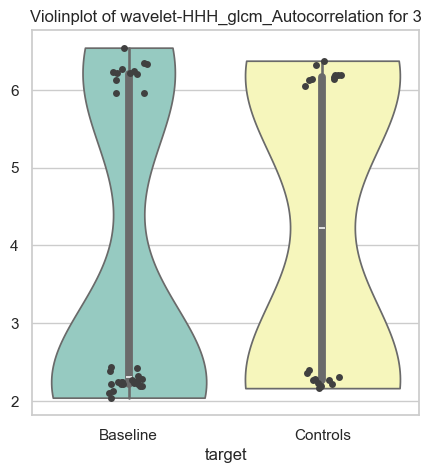 Violinplot of wavelet-HHH_glcm_Autocorrelation for 3
6
5
4
3
2
Baseline
Controls
target